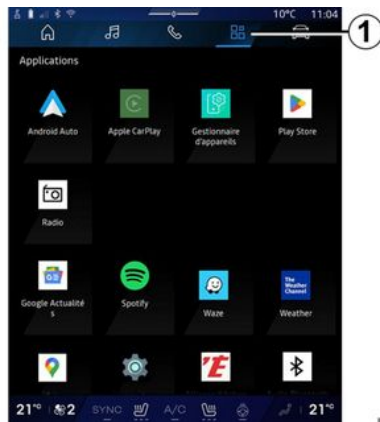 10°C 11:04
1
Applications
Android Auto
Apple CarPlay
Gestionnaire
d'appareils
Play Store
Radio
Google Actualité
s
Spotify
Waze
The
Weather
Channel
Weather
21°° 2 SYNC A/C 21°°